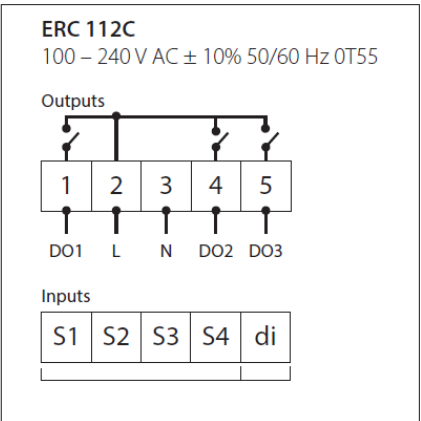 ERC 112C
100 – 240 V AC ± 10% 50/60 Hz 0T55
Outputs
1 2 3 4 5
DO1 L N DO2 DO3
Inputs
S1 S2 S3 S4 di